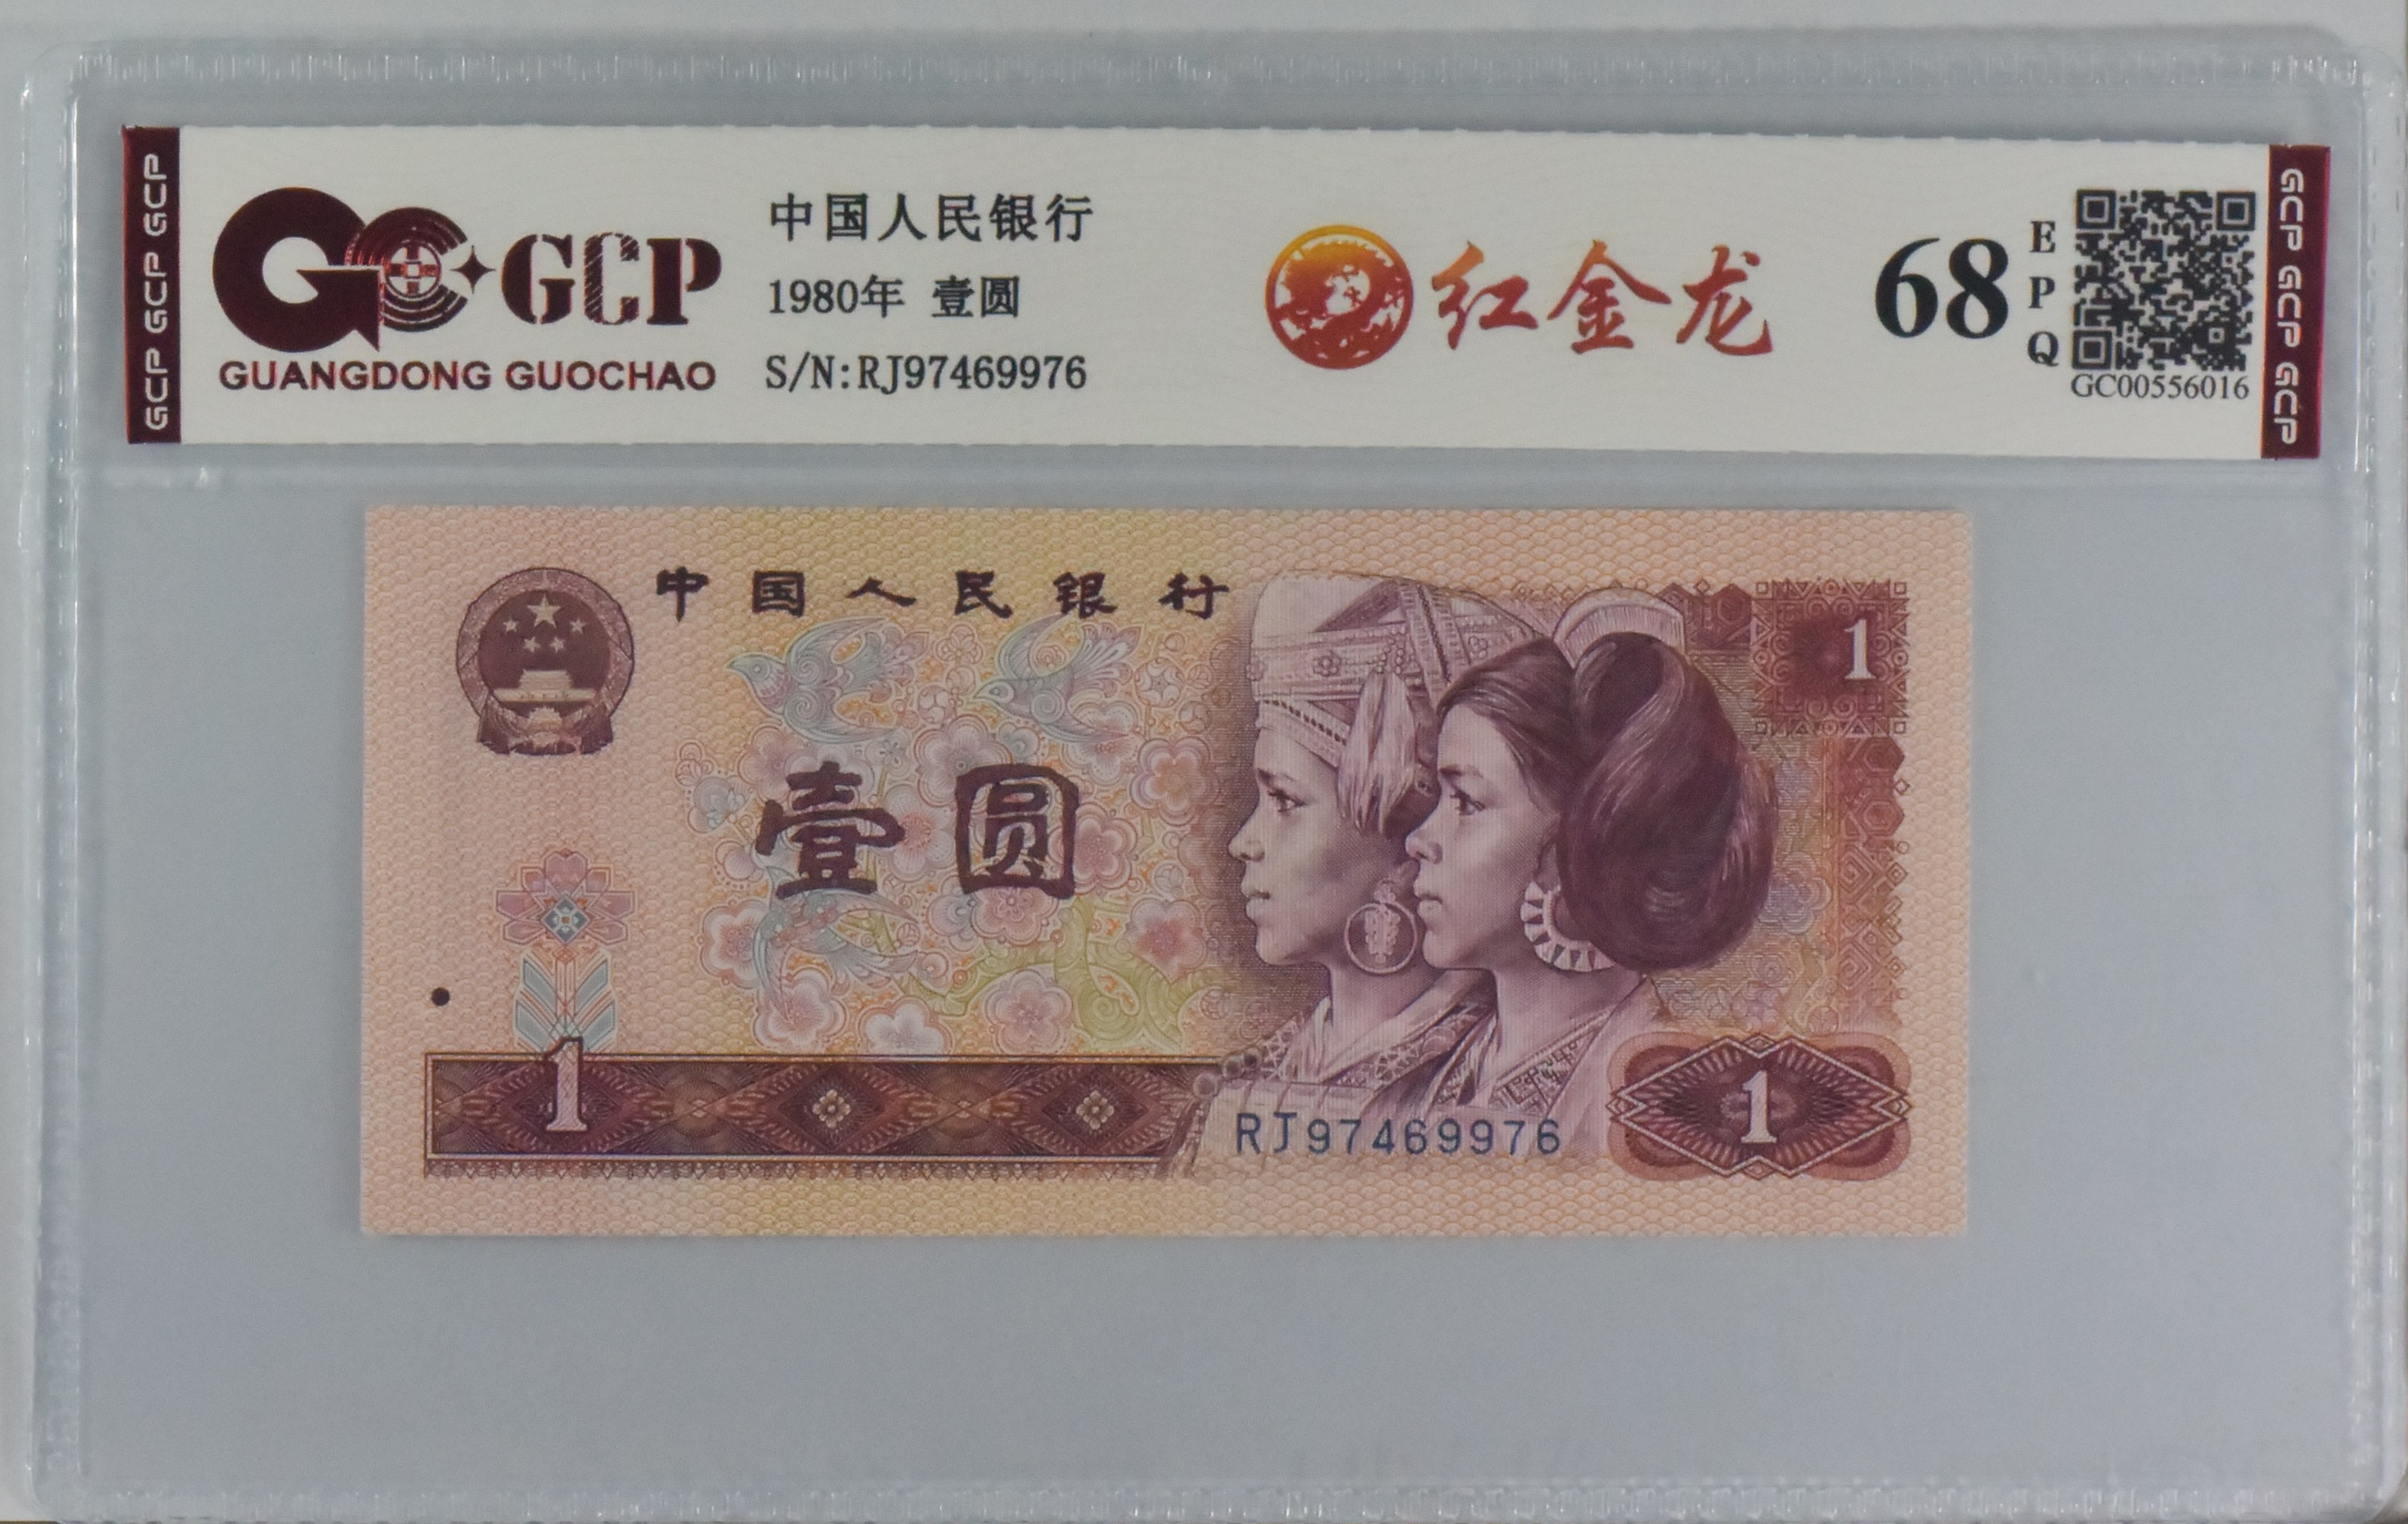 GCP GCP GCP
GCP
GUANGDONG GUOCHAO
中国人民银行
1980年 壹圆
S/N:RJ97469976
红金龙
68
EPQ
GC00556016
GCP GCP GCP
中国人民银行
1
壹圆
1
RJ97469976
1